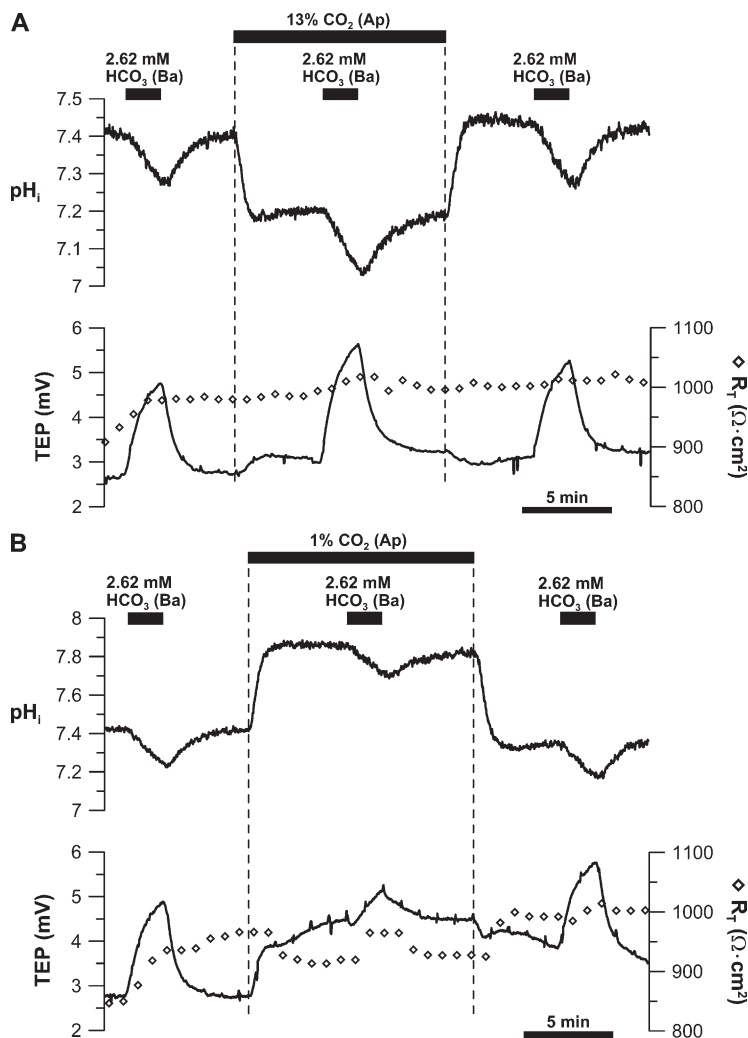 A
13% CO2 (Ap)
2.62 mM
HCO3 (Ba)
2.62 mM
HCO3 (Ba)
2.62 mM
HCO3 (Ba)
7.5
7.4
7.3
7.2
7.1
7
pHi
6
5
4
3
2
TEP (mV)
1100
1000
900
800
◇ RT (Ω·cm²)
5 min
B
1% CO2 (Ap)
2.62 mM
HCO3 (Ba)
2.62 mM
HCO3 (Ba)
2.62 mM
HCO3 (Ba)
8
7.8
7.6
7.4
7.2
7
pHi
6
5
4
3
2
TEP (mV)
1100
1000
900
800
◇ RT (Ω·cm²)
5 min